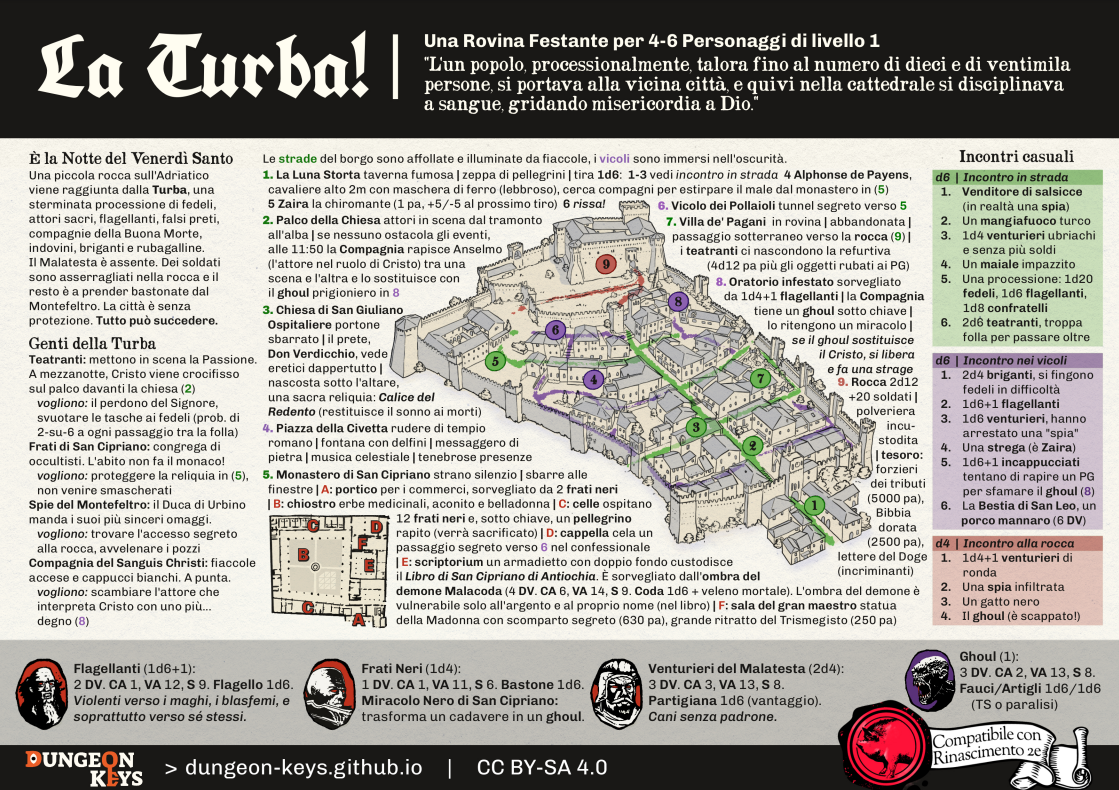 La Turba!
Una Rovina Festante per 4-6 Personaggi di livello 1
"L'un popolo, processionalmente, talora fino al numero di dieci e di ventimila
persone, si portava alla vicina città, e quivi nella cattedrale si disciplinava
a sangue, gridando misericordia a Dio."
È la Notte del Venerdì Santo
Una piccola rocca sull'Adriatico
viene raggiunta dalla Turba, una
sterminata processione di fedeli,
attori sacri, flagellanti, falsi preti,
compagnie della Buona Morte,
indovini, briganti e rubagalline.
Il Malatesta è assente. Dei soldati
sono asserragliati nella rocca e il
resto è a prender bastonate dal
Montefeltro. La città è senza
protezione. Tutto può succedere.
Genti della Turba
Teatranti: mettono in scena la Passione.
A mezzanotte, Cristo viene crocifisso
sul palco davanti la chiesa (2)
vogliono: il perdono del Signore,
svuotare le tasche ai fedeli (prob. di
2-su-6 a ogni passaggio tra la folla)
Frati di San Cipriano: congrega di
occultisti. L'abito non fa il monaco!
vogliono: proteggere la reliquia in (5),
non venire smascherati
Spie del Montefeltro: il Duca di Urbino
manda i suoi più sinceri omaggi.
vogliono: trovare l'accesso segreto
alla rocca, avvelenare i pozzi
Compagnia del Sanguis Christi: fiaccole
accese e cappucci bianchi. A punta.
vogliono: scambiare l'attore che
interpreta Cristo con uno più...
degno (8)
Le strade del borgo sono affollate e illuminate da fiaccole, i vicoli sono immersi nell'oscurità.
1. La Luna Storta taverna fumosa | zeppa di pellegrini | tira 1d6: 1-3 vedi incontro in strada 4 Alphonse de Payens,
cavaliere alto 2m con maschera di ferro (lebbroso), cerca compagni per estirpare il male dal monastero in (5)
5 Zaira la chiromante (1 pa, +5/-5 al prossimo tiro) 6 rissa!
2. Palco della Chiesa attori in scena dal tramonto
all'alba | se nessuno ostacola gli eventi,
alle 11:50 la Compagnia rapisce Anselmo
(l'attore nel ruolo di Cristo) tra una
scena e l'altra e lo sostituisce con
il ghoul prigioniero in 8
3. Chiesa di San Giuliano
Ospitaliere portone
sbarrato | il prete,
Don Verdicchio, vede
eretici dappertutto |
nascosta sotto l'altare,
una sacra reliquia: Calice del
Redento (restituisce il sonno ai morti)
4. Piazza della Civetta rudere di tempio
romano | fontana con delfini | messaggero di
pietra | musica celestiale | tenebrose presenze
5. Monastero di San Cipriano strano silenzio | sbarre alle
finestre | A: portico per i commerci, sorvegliato da 2 frati neri
| B: chiostro erbe medicinali, aconito e belladonna | C: celle ospitano
12 frati neri e, sotto chiave, un pellegrino
rapito (verrà sacrificato) | D: cappella cela un
passaggio segreto verso 6 nel confessionale
| E: scriptorium un armadietto con doppio fondo custodisce
il Libro di San Cipriano di Antiochia. È sorvegliato dall'ombra del
demone Malacoda (4 DV. CA 6, VA 14, S 9. Coda 1d6 + veleno mortale). L'ombra del demone è
vulnerabile solo all'argento e al proprio nome (nel libro) | F: sala del gran maestro statua
della Madonna con scomparto segreto (630 pa), grande ritratto del Trismegisto (250 pa)
C
D
B
F
E
C
A
6. Vicolo dei Pollaioli tunnel segreto verso 5
7. Villa de' Pagani in rovina | abbandonata |
passaggio sotterraneo verso la rocca (9) |
i teatranti ci nascondono la refurtiva
(4d12 pa più gli oggetti rubati ai PG)
8. Oratorio infestato sorvegliato
da 1d4+1 flagellanti | la Compagnia
tiene un ghoul sotto chiave |
lo ritengono un miracolo |
se il ghoul sostituisce
il Cristo, si libera
e fa una strage
9. Rocca 2d12
+20 soldati |
polveriera
incu-
stodita
| tesoro:
forzieri
dei tributi
(5000 pa),
Bibbia
dorata
(2500 pa),
lettere del Doge
(incriminanti)
9
8
6
5
4
7
3
2
1
Incontri casuali
d6 | Incontro in strada
1. Venditore di salsicce
(in realtà una spia)
2. Un mangiafuoco turco
3. 1d4 venturieri ubriachi
e senza più soldi
4. Un maiale impazzito
5. Una processione: 1d20
fedeli, 1d6 flagellanti,
1d8 confratelli
6. 2d6 teatranti, troppa
folla per passare oltre
d6 | Incontro nei vicoli
1. 2d4 briganti, si fingono
fedeli in difficoltà
2. 1d6+1 flagellanti
3. 1d6 venturieri, hanno
arrestato una "spia"
4. Una strega (è Zaira)
5. 1d6+1 incappucciati
tentano di rapire un PG
per sfamare il ghoul (8)
6. La Bestia di San Leo, un
porco mannaro (6 DV)
d4 | Incontro alla rocca
1. 1d4+1 venturieri di
ronda
2. Una spia infiltrata
3. Un gatto nero
4. Il ghoul (è scappato!)
Flagellanti (1d6+1):
2 DV. CA 1, VA 12, S 9. Flagello 1d6.
Violenti verso i maghi, i blasfemi, e
soprattutto verso sé stessi.
Frati Neri (1d4):
1 DV. CA 1, VA 11, S 6. Bastone 1d6.
Miracolo Nero di San Cipriano:
trasforma un cadavere in un ghoul.
Venturieri del Malatesta (2d4):
3 DV. CA 3, VA 13, S 8.
Partigiana 1d6 (vantaggio).
Cani senza padrone.
Ghoul (1):
3 DV. CA 2, VA 13, S 8.
Fauci/Artigli 1d6/1d6
(TS o paralisi)
DUNGEON
KEYS
> dungeon-keys.github.io | CC BY-SA 4.0
Compatibile con
Rinascimento 2e